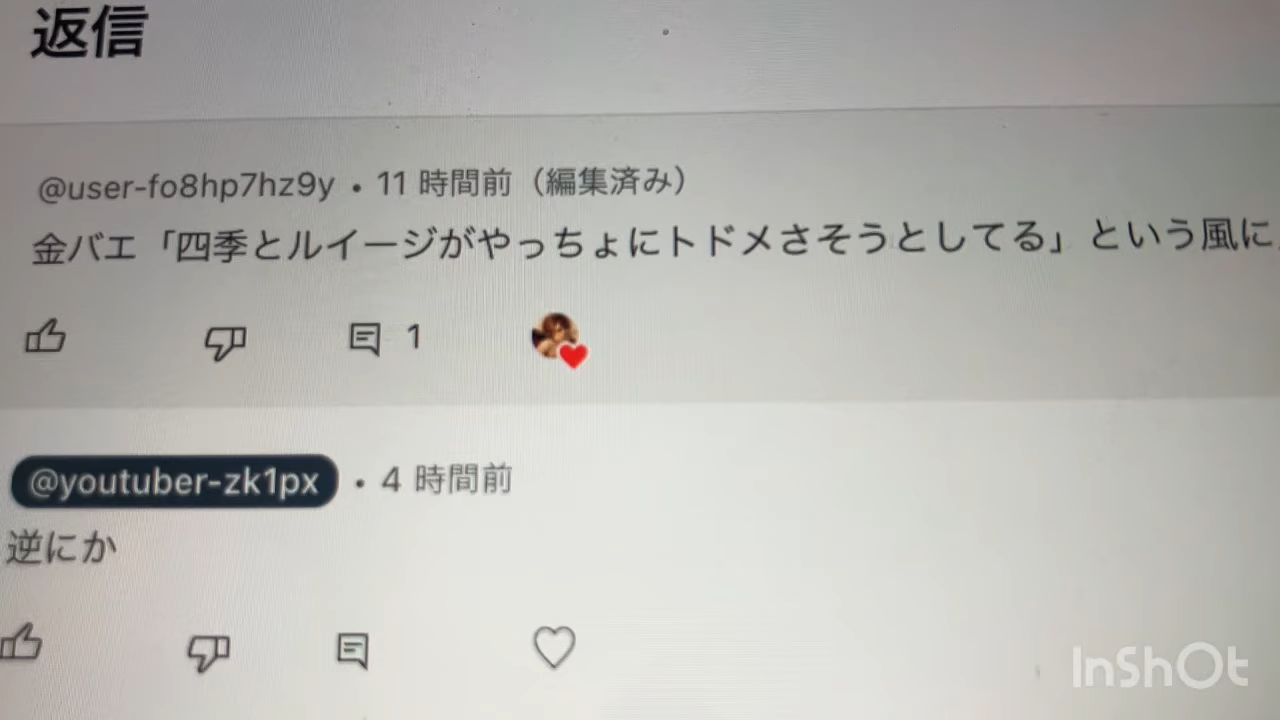 返信
@user-fo8hp7hz9y・11 時間前（編集済み）
金バエ「四季とルイージがやっちょにトドメさそうとしてる」という風に
1
@youtuber-zk1px・4 時間前
逆にか
InShOt